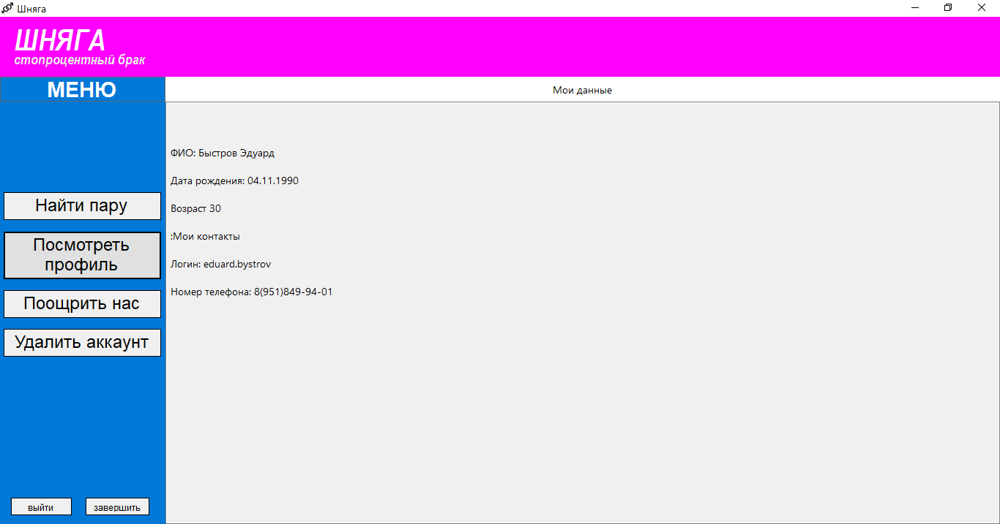 Шняга
ШНЯГА
стопроцентный брак
МЕНЮ
Мои данные
ФИО: Быстров Эдуард
Дата рождения: 04.11.1990
Возраст 30
:Мои контакты
Логин: eduard.bystrov
Номер телефона: 8(951)849-94-01
Найти пару
Посмотреть
профиль
Поощрить нас
Удалить аккаунт
выйти
завершить